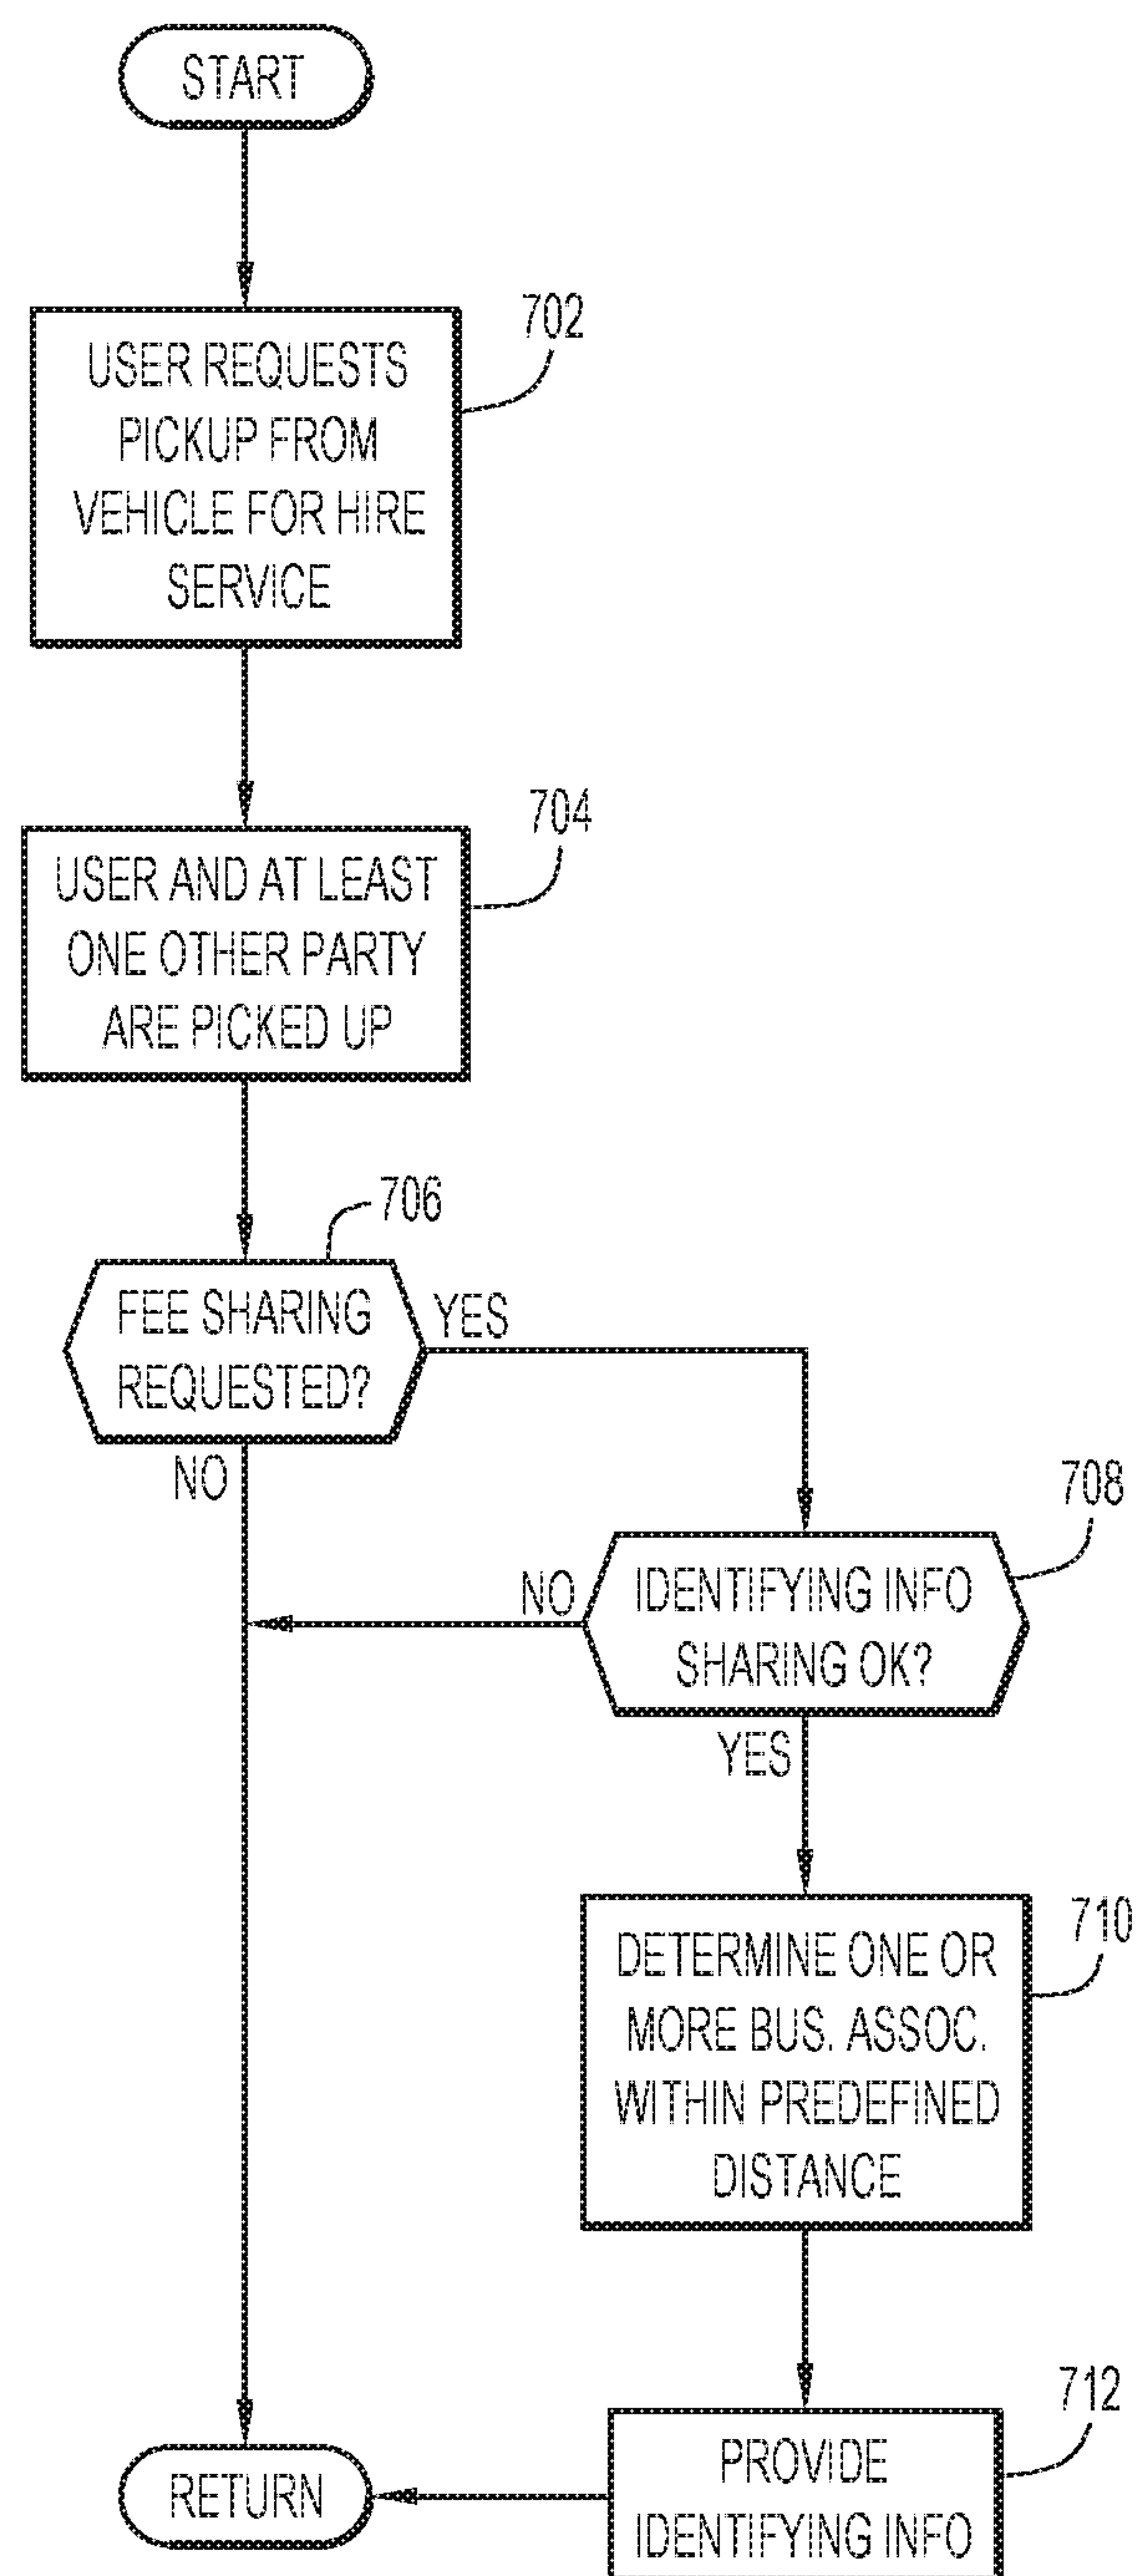 START
702
USER REQUESTS
PICKUP FROM
VEHICLE FOR HIRE
SERVICE
704
USER AND AT LEAST
ONE OTHER PARTY
ARE PICKED UP
706
FEE SHARING
REQUESTED?
YES
NO
708
IDENTIFYING INFO
SHARING OK?
NO
YES
710
DETERMINE ONE OR
MORE BUS. ASSOC.
WITHIN PREDEFINED
DISTANCE
712
PROVIDE
IDENTIFYING INFO
RETURN